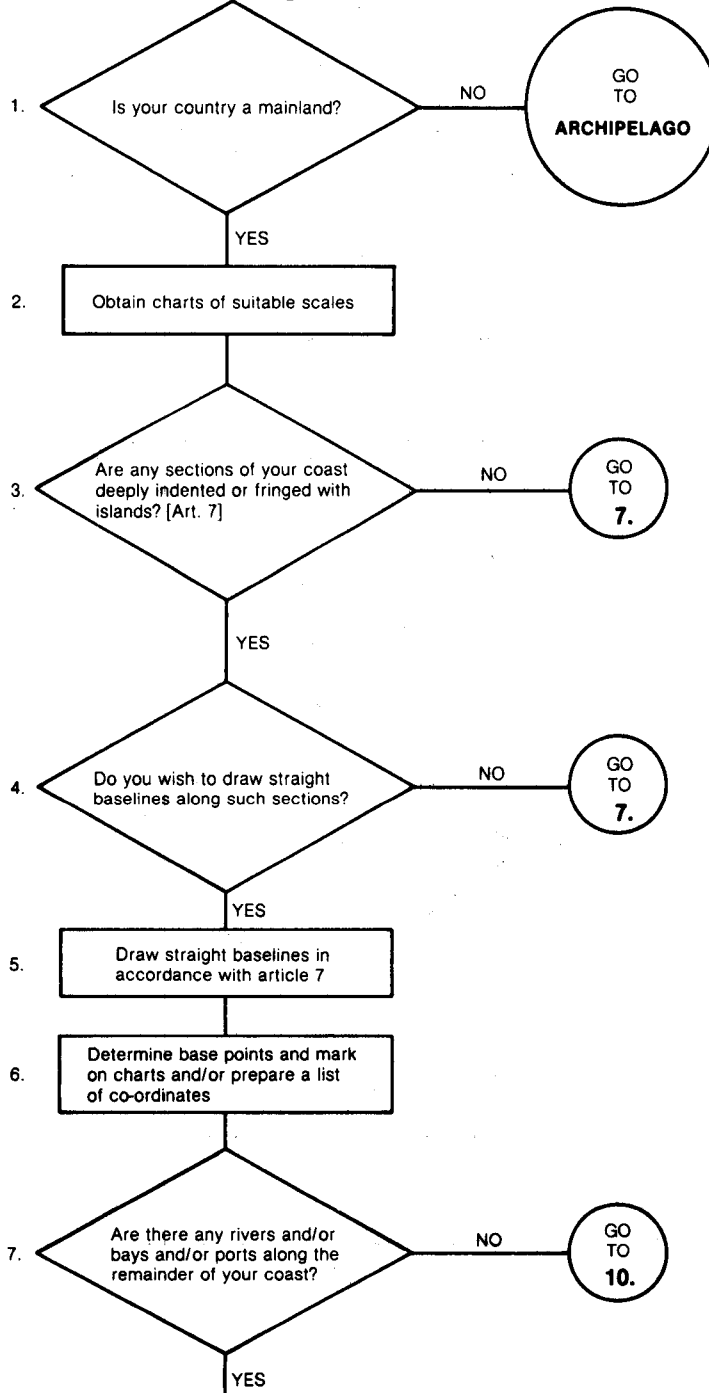 1.
Is your country a mainland?
NO
GO
TO
ARCHIPELAGO
YES
2.
Obtain charts of suitable scales
3.
Are any sections of your coast
deeply indented or fringed with
islands? [Art. 7]
NO
GO
TO
7.
YES
4.
Do you wish to draw straight
baselines along such sections?
NO
GO
TO
7.
YES
5.
Draw straight baselines in
accordance with article 7
6.
Determine base points and mark
on charts and/or prepare a list
of co-ordinates
7.
Are there any rivers and/or
bays and/or ports along the
remainder of your coast?
NO
GO
TO
10.
YES